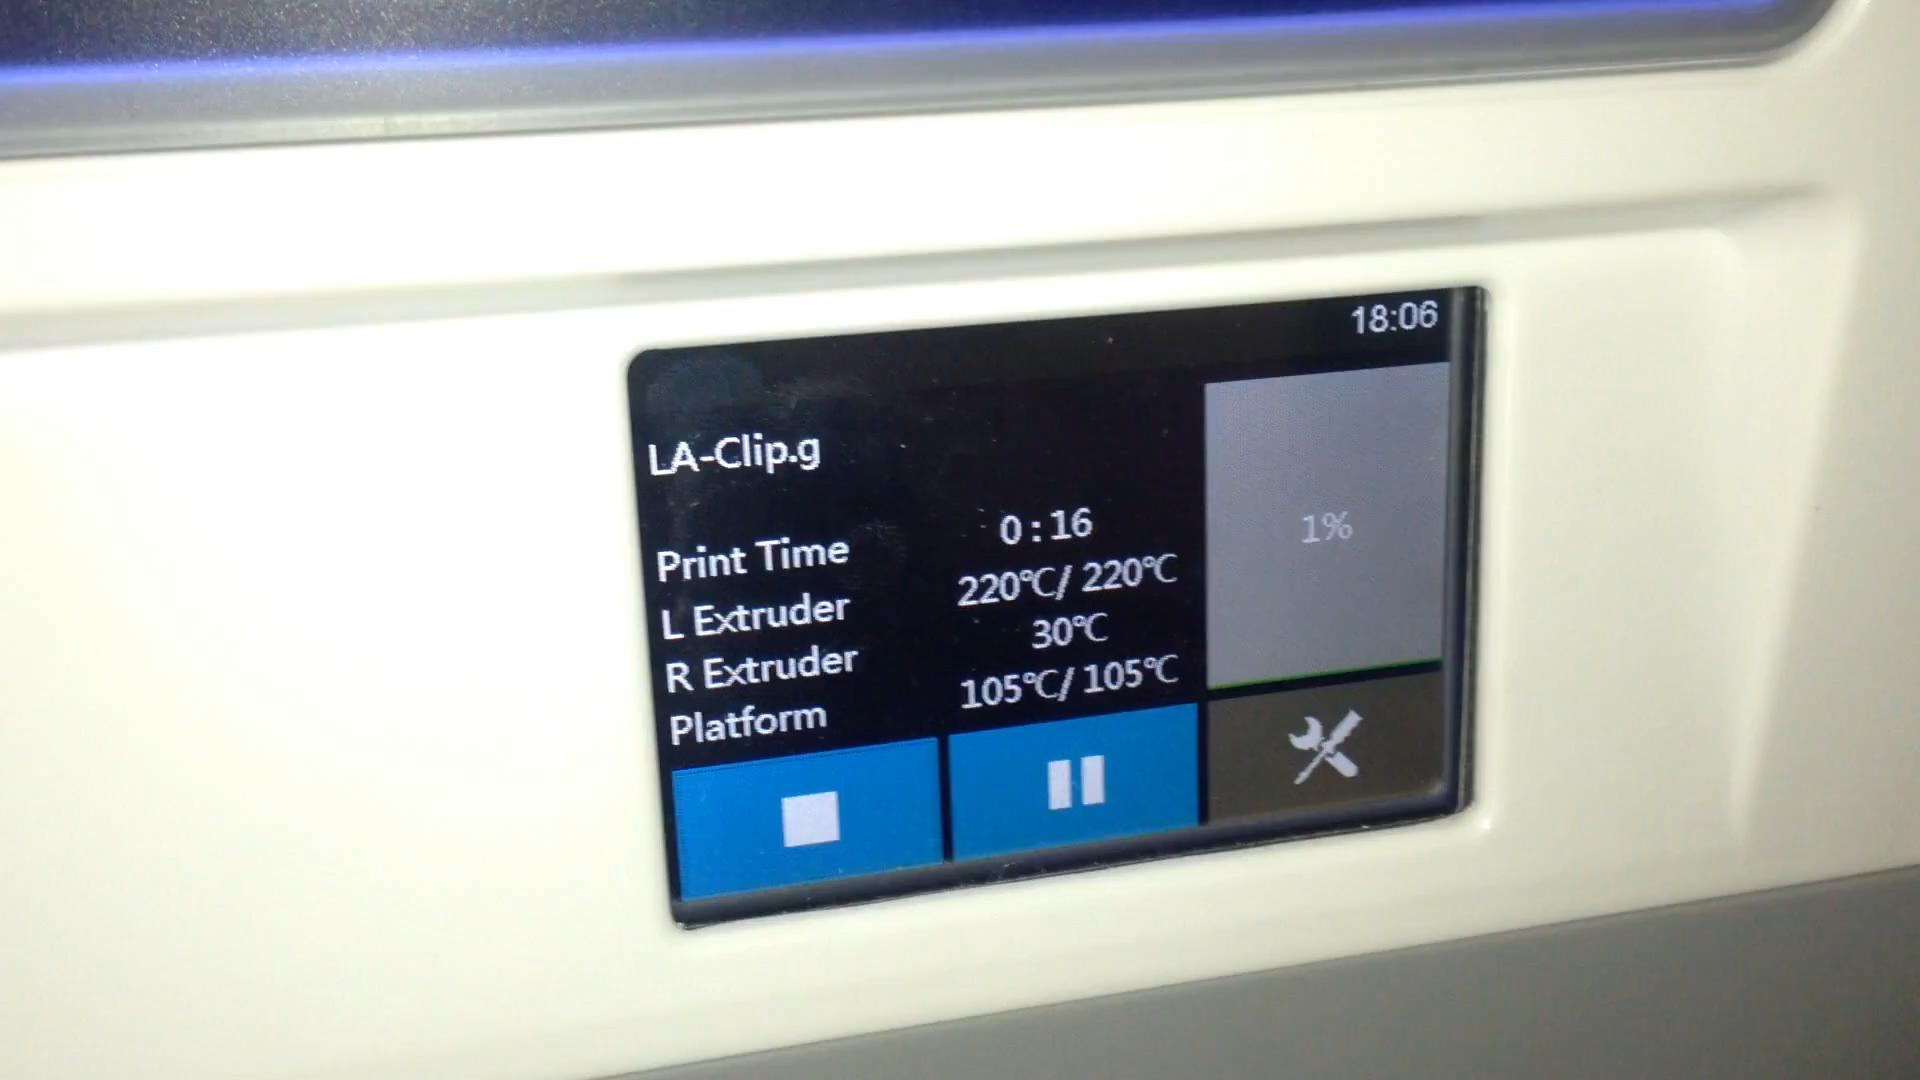 18:06
LA-Clip.g
Print Time 0:16
L Extruder 220℃/ 220℃
R Extruder 30℃
Platform 105℃/ 105℃
1%